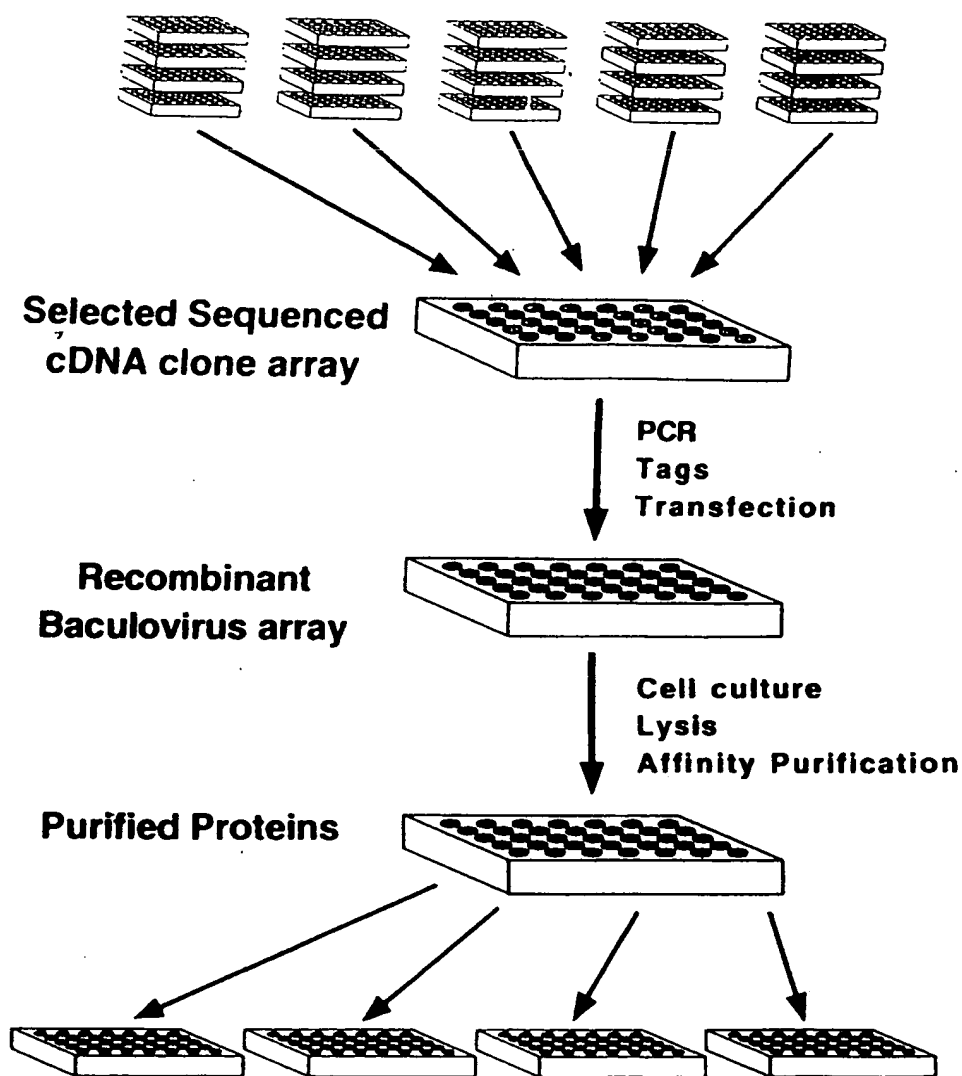 Selected Sequenced
cDNA clone array
PCR
Tags
Transfection
Recombinant
Baculovirus array
Cell culture
Lysis
Affinity Purification
Purified Proteins